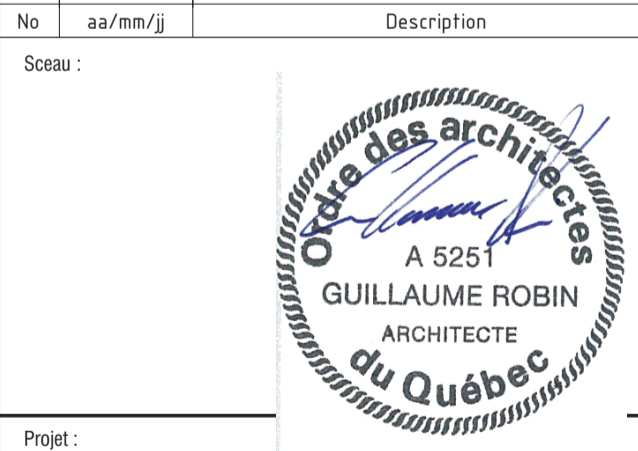 No aa/mm/jj Description
Sceau :
Ordre des architectes
A 5251
GUILLAUME ROBIN
ARCHITECTE
du Québec
Projet :